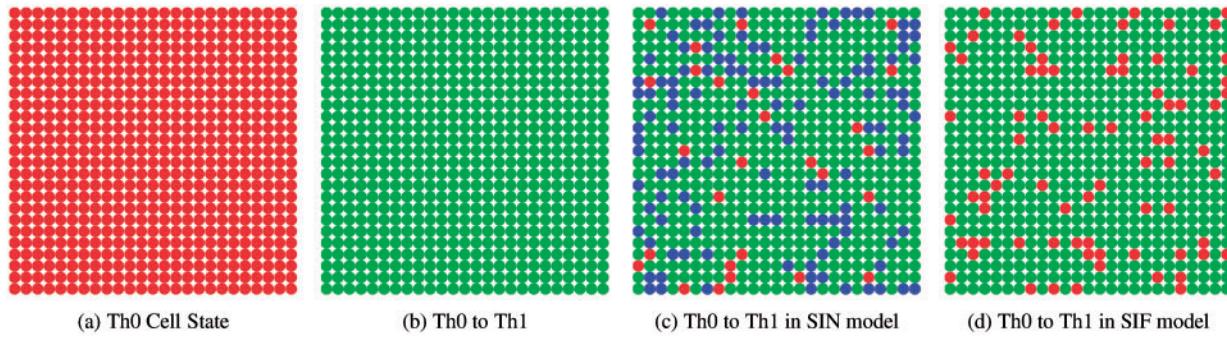 (a) Th0 Cell State
(b) Th0 to Th1
(c) Th0 to Th1 in SIN model
(d) Th0 to Th1 in SIF model